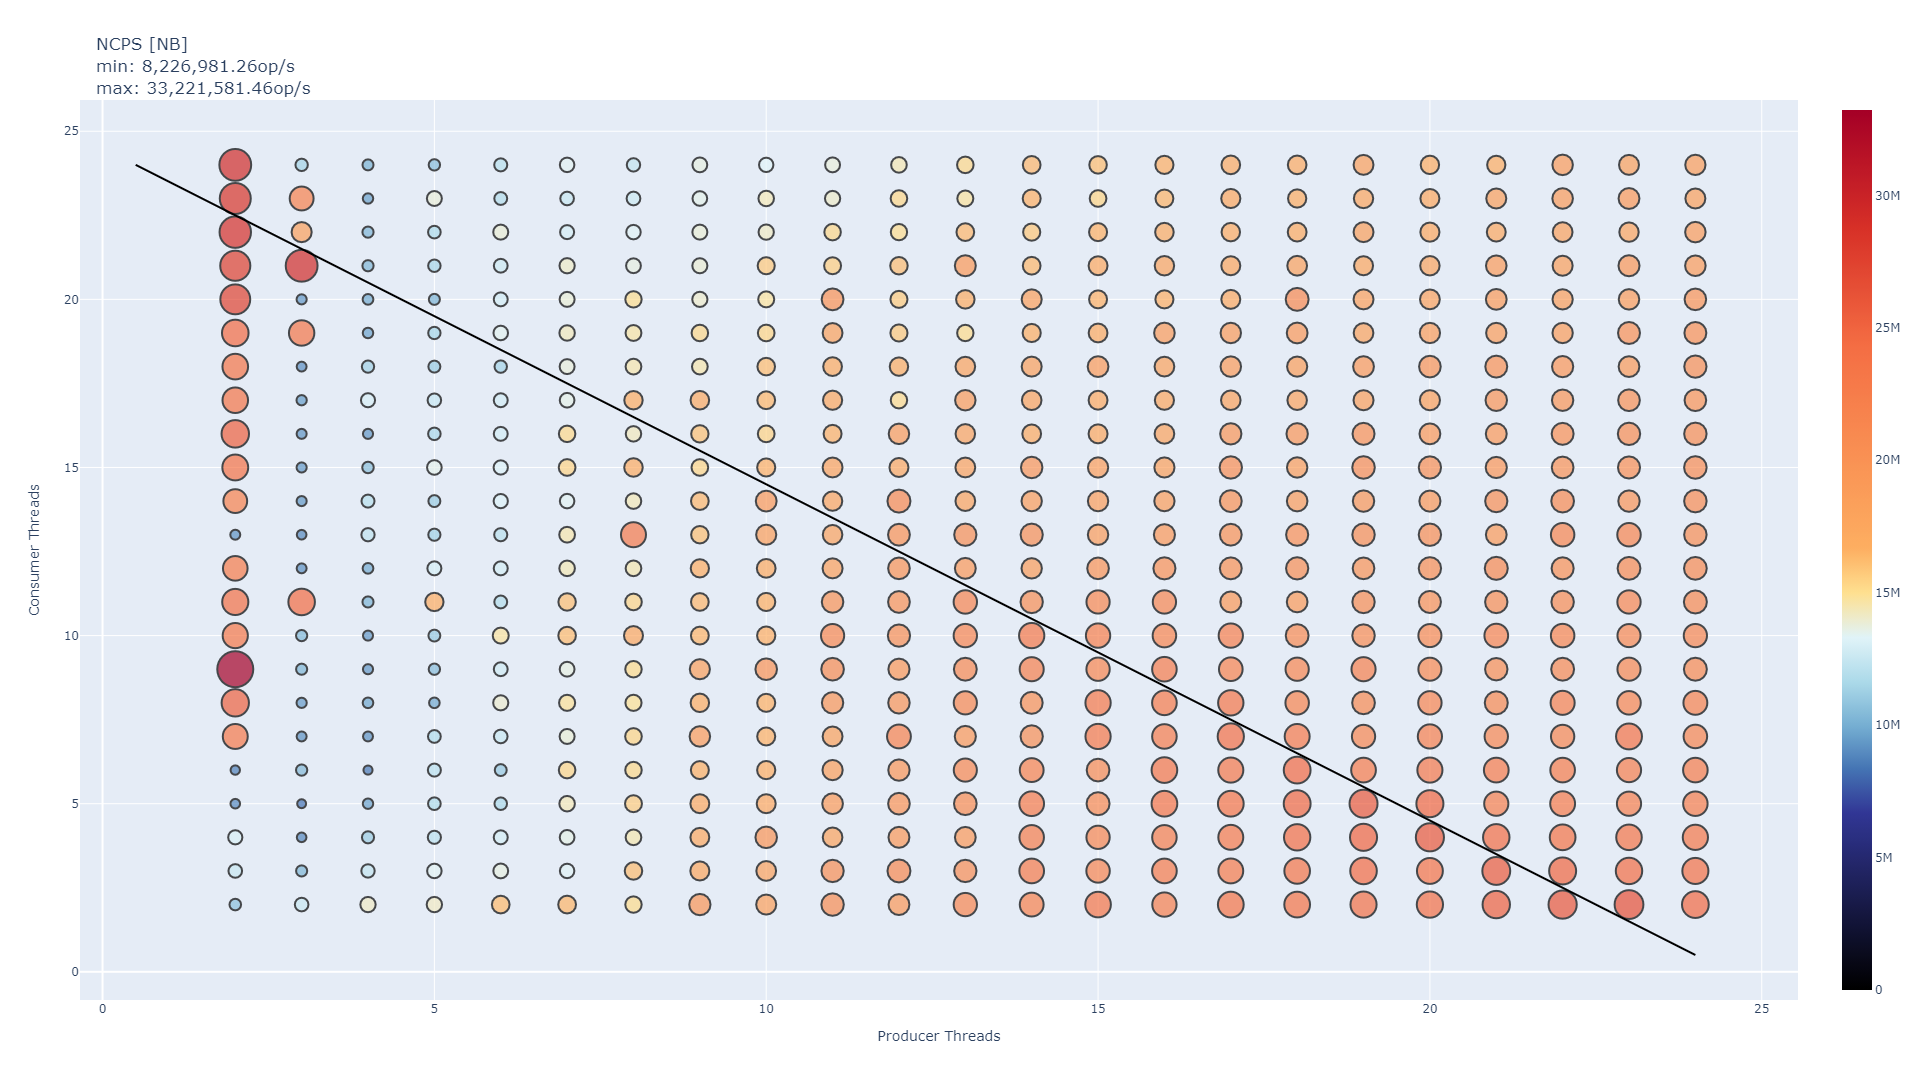 NCPS [NB]
min: 8,226,981.26op/s
max: 33,221,581.46op/s
25
20
15
10
5
0
Consumer Threads
0
5
10
15
20
25
Producer Threads
30M
25M
20M
15M
10M
5M
0